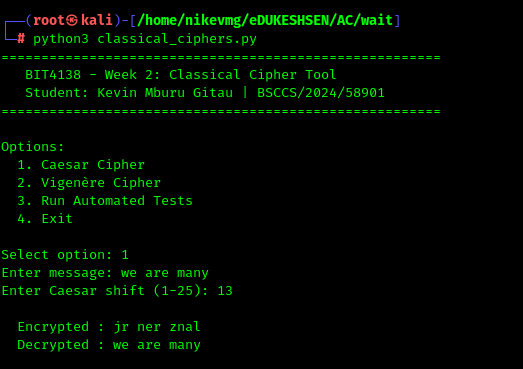 ┌──(root㉿kali)-[/home/nikevmg/eDUKESHSEN/AC/wait]
└─# python3 classical_ciphers.py
=======================================================
   BIT4138 - Week 2: Classical Cipher Tool
   Student: Kevin Mburu Gitau | BSCCS/2024/58901
=======================================================
Options:
  1. Caesar Cipher
  2. Vigenère Cipher
  3. Run Automated Tests
  4. Exit
Select option: 1
Enter message: we are many
Enter Caesar shift (1-25): 13
  Encrypted : jr ner znal
  Decrypted : we are many